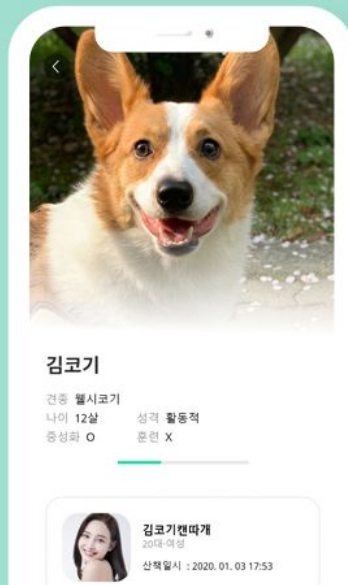 김코기
견종 웰시코기
나이 12살 성격 활동적
중성화 O 훈련 X
김코기캔따개
20대·여성
산책일시 : 2020. 01. 03 17:53